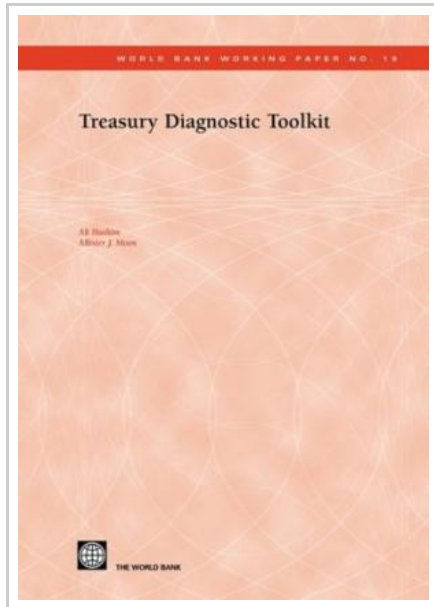 WORLD BANK WORKING PAPER NO. 19
Treasury Diagnostic Toolkit
Ali Hashim
Allister J. Moon
THE WORLD BANK